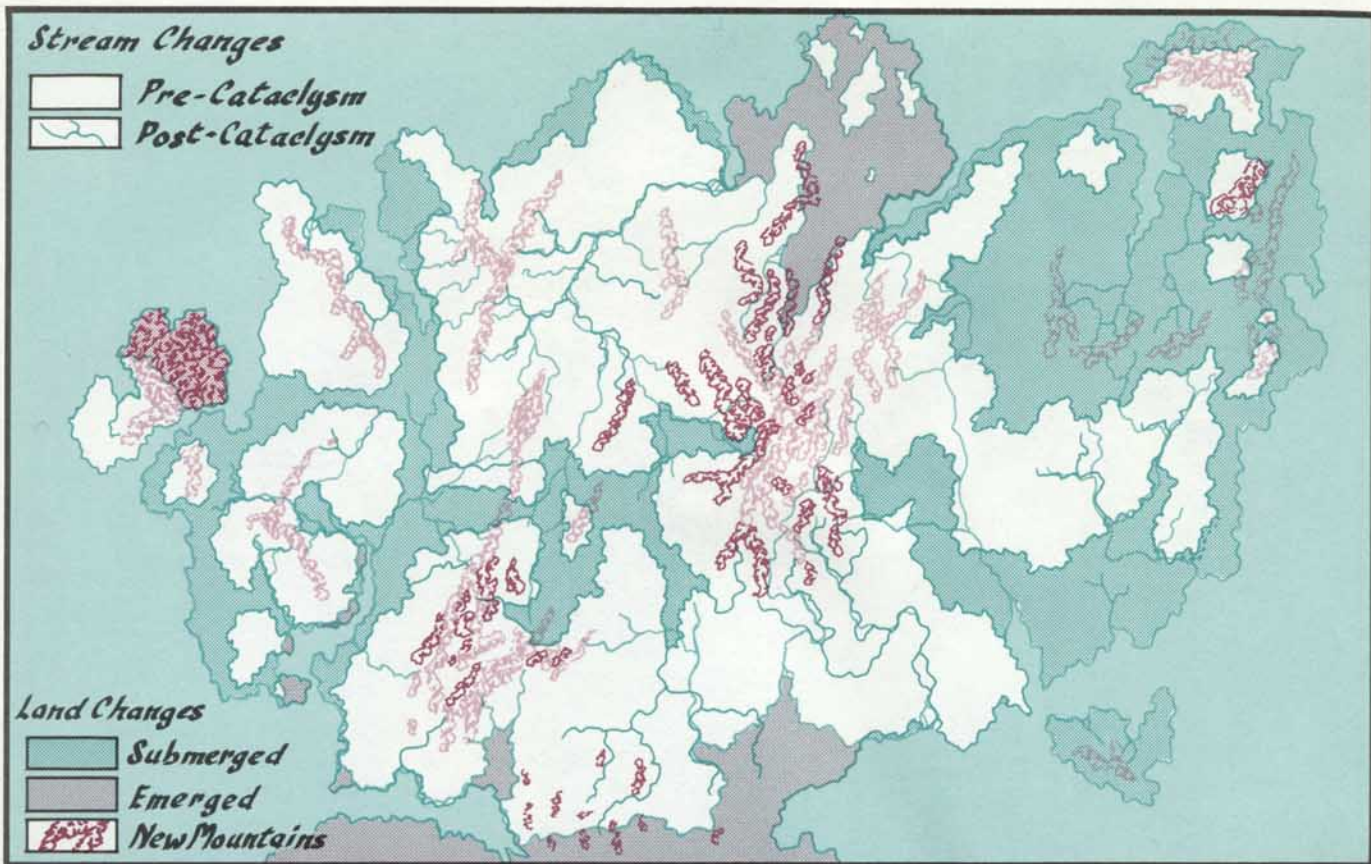 Stream Changes
Pre-Cataclysm
Post-Cataclysm
Land Changes
Submerged
Emerged
New Mountains